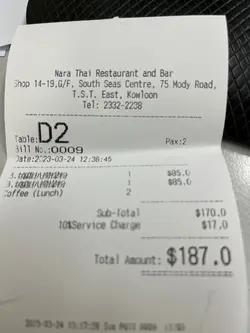 Nara Thai Restaurant and Bar
Shop 14-19,G/F, South Seas Centre, 75 Mody Road,
T.S.T. East, Kowloon
Tel: 2332-2238
Table: D2
Pax:2
Bill No.:0009
Date:2023-03-24 12:38:45
1 $85.0
1 $85.0
Coffee (Lunch) 2
Sub-Total $170.0
10%Service Charge $17.0
Total Amount: $187.0